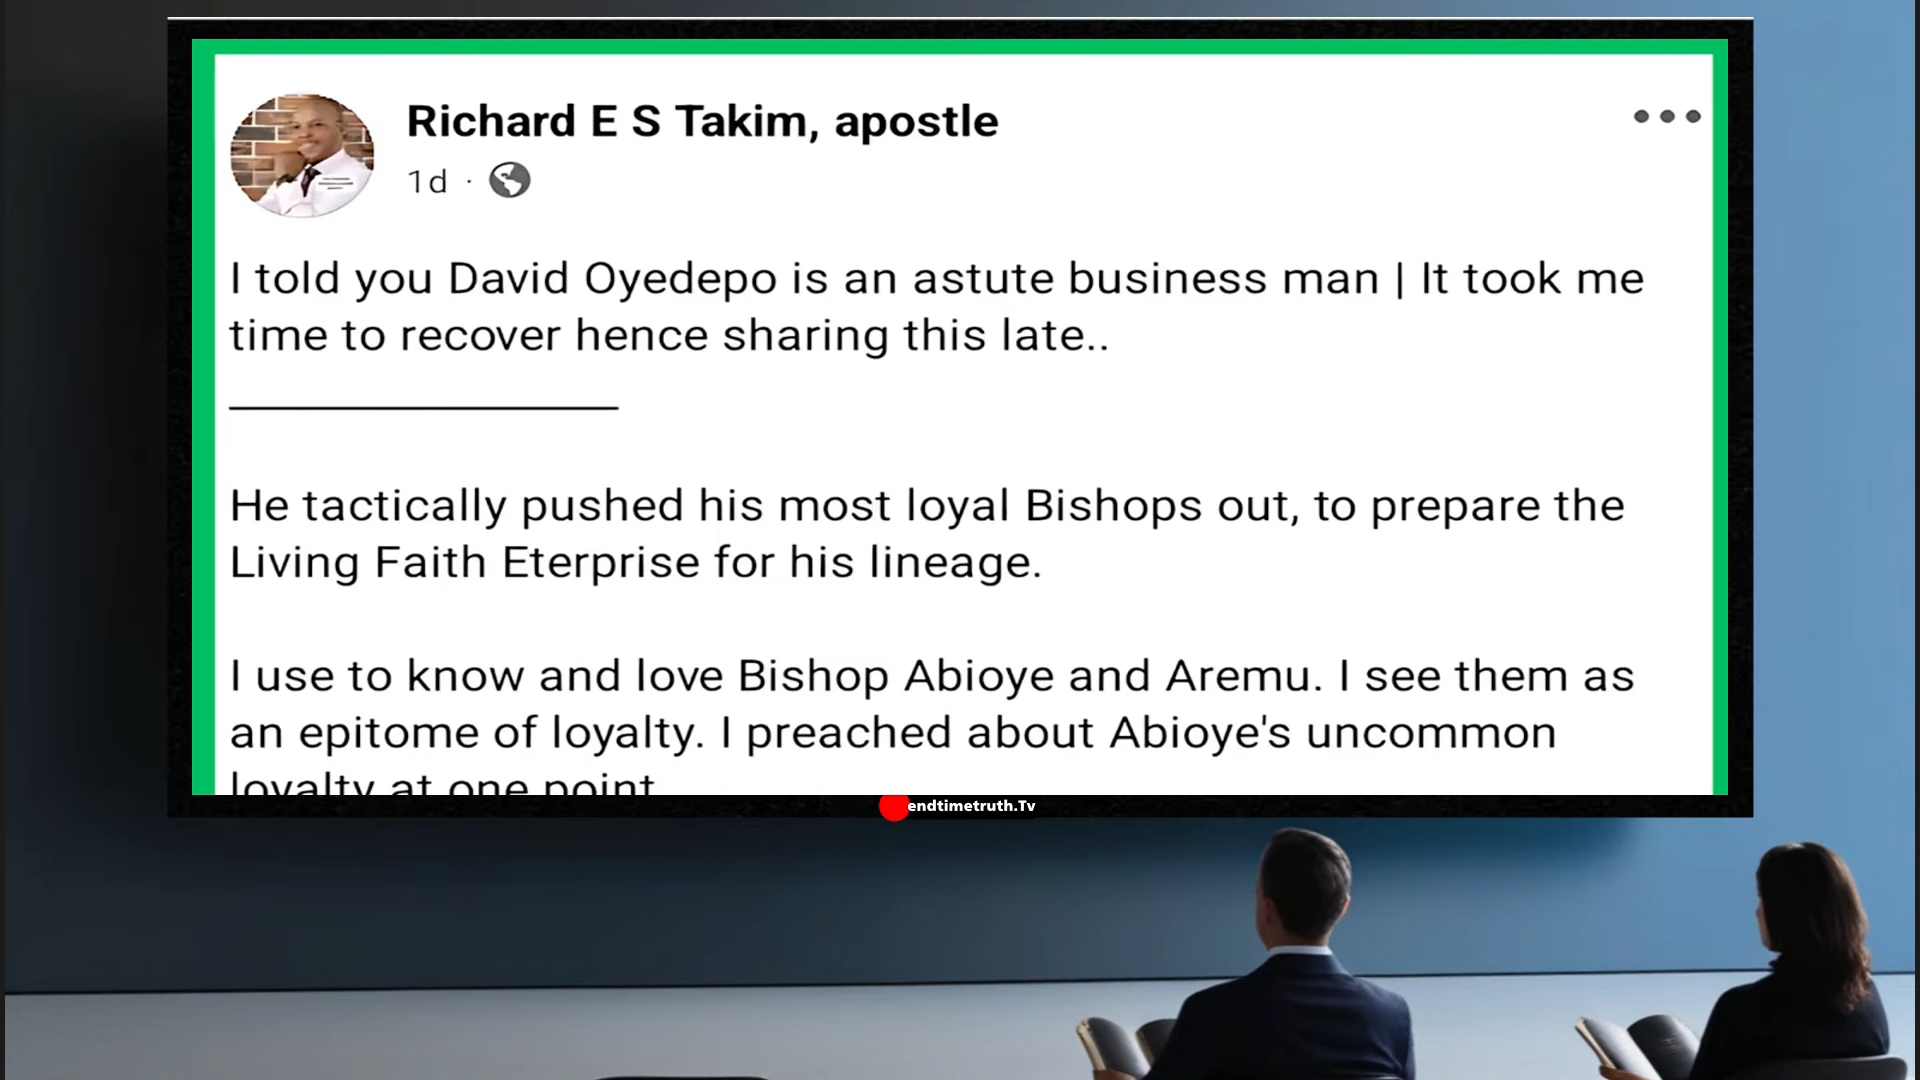 Richard E S Takim, apostle
1d ·
I told you David Oyedepo is an astute business man | It took me
time to recover hence sharing this late..
He tactically pushed his most loyal Bishops out, to prepare the
Living Faith Eterprise for his lineage.
I use to know and love Bishop Abioye and Aremu. I see them as
an epitome of loyalty. I preached about Abioye's uncommon
loyalty at one point
endtimetruth.Tv